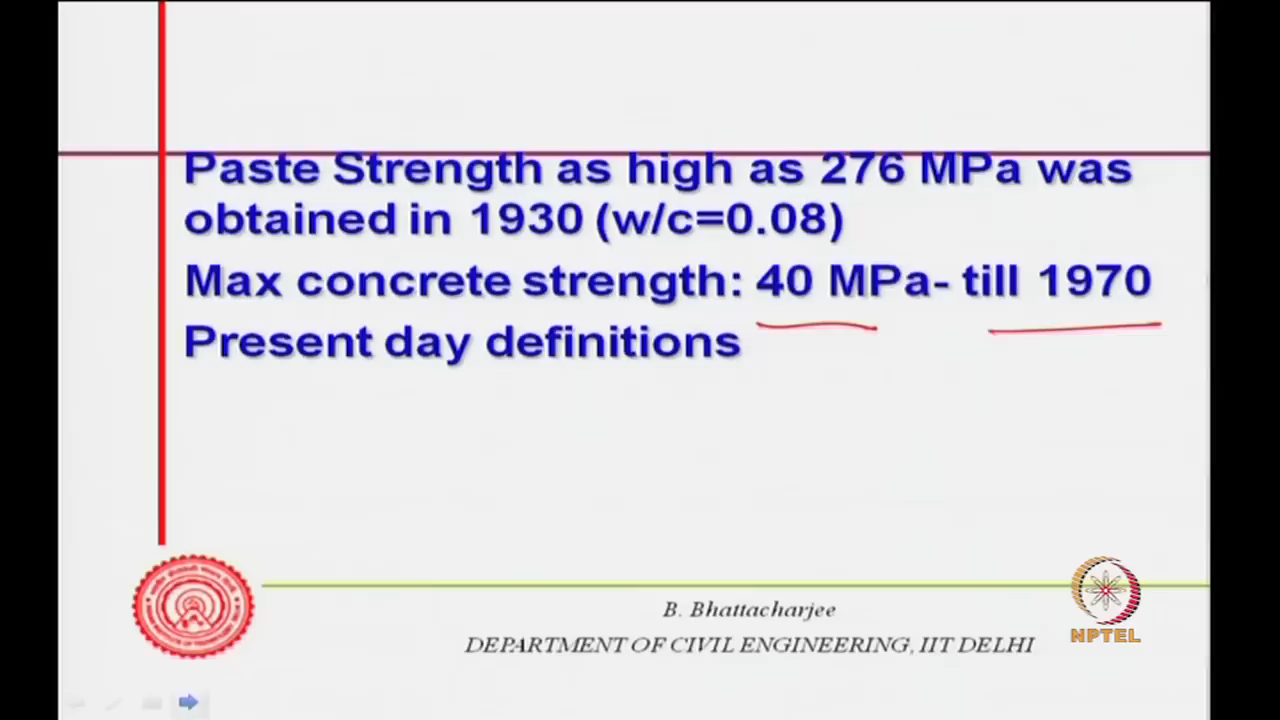 Paste Strength as high as 276 MPa was
obtained in 1930 (w/c=0.08)
Max concrete strength: 40 MPa- till 1970
Present day definitions
B. Bhattacharjee
DEPARTMENT OF CIVIL ENGINEERING, IIT DELHI
NPTEL